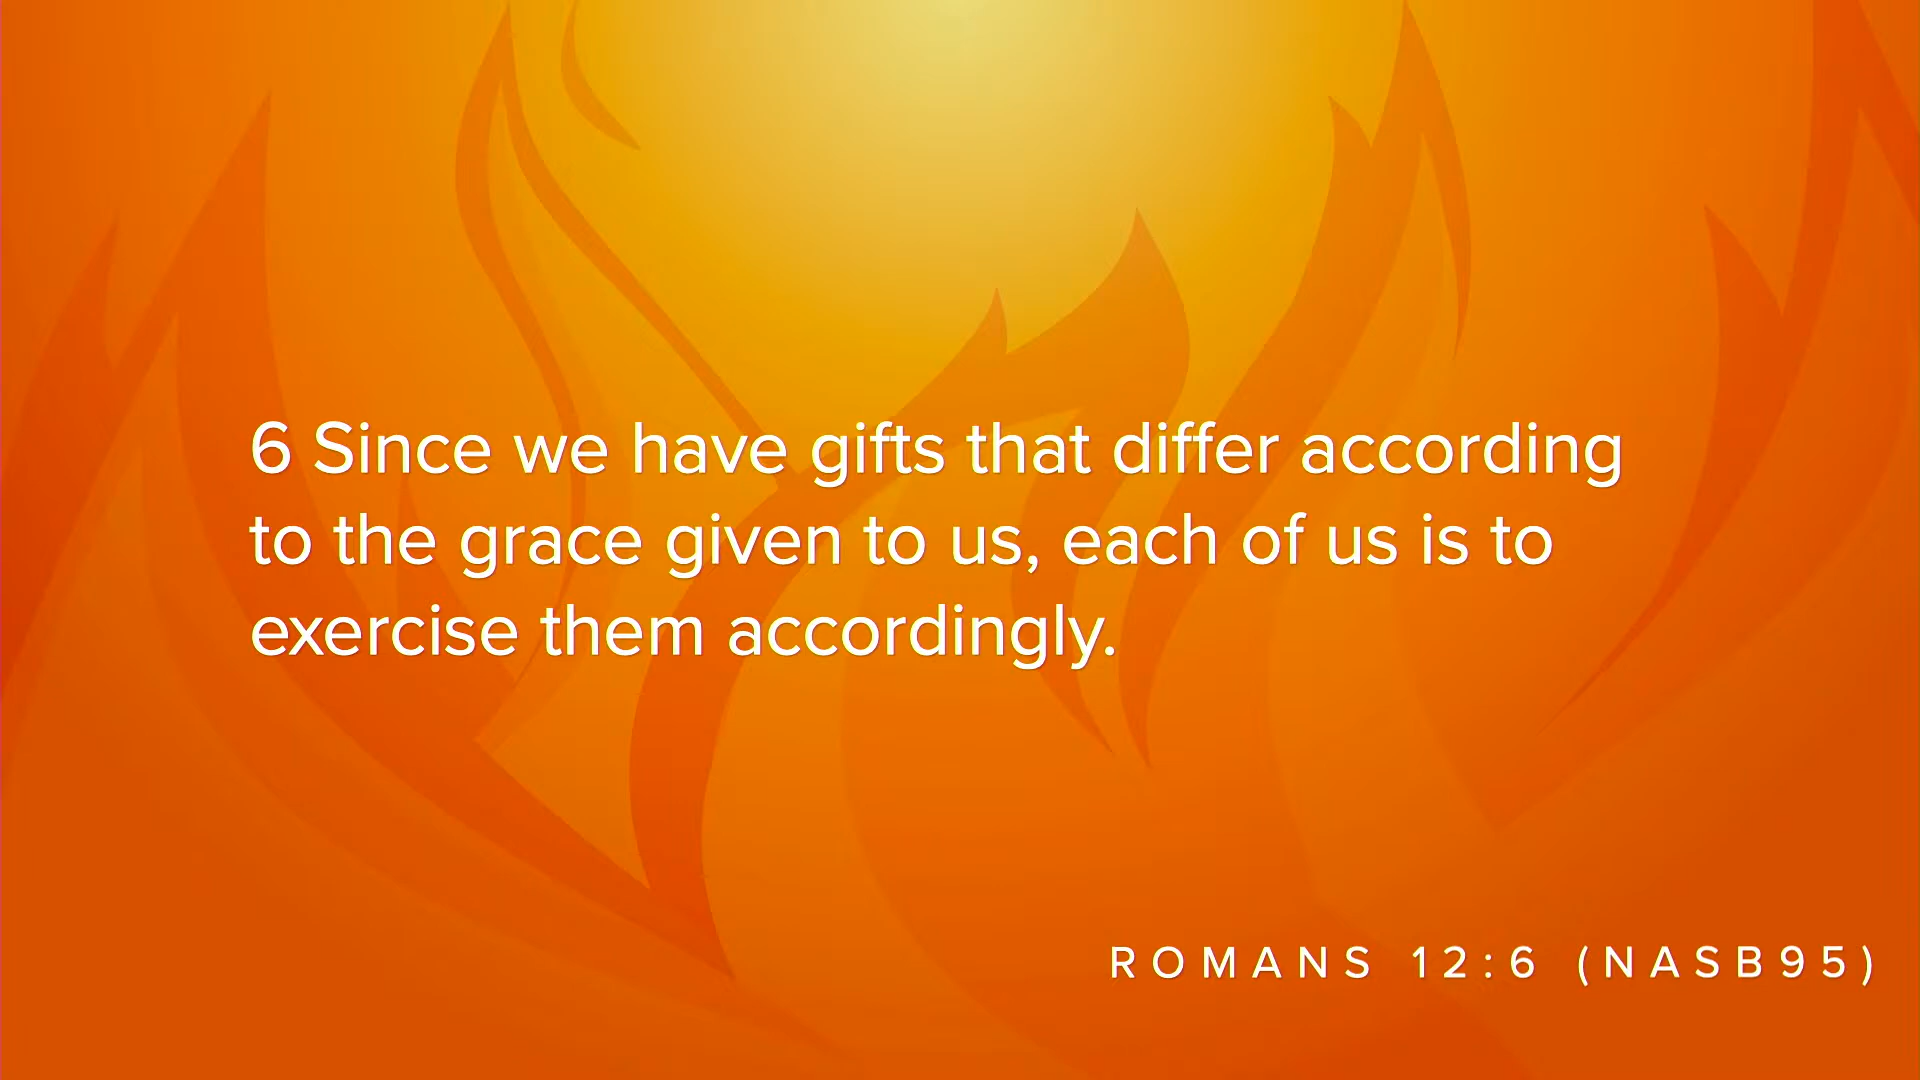 6 Since we have gifts that differ according
to the grace given to us, each of us is to
exercise them accordingly.
ROMANS 12:6 (NASB95)